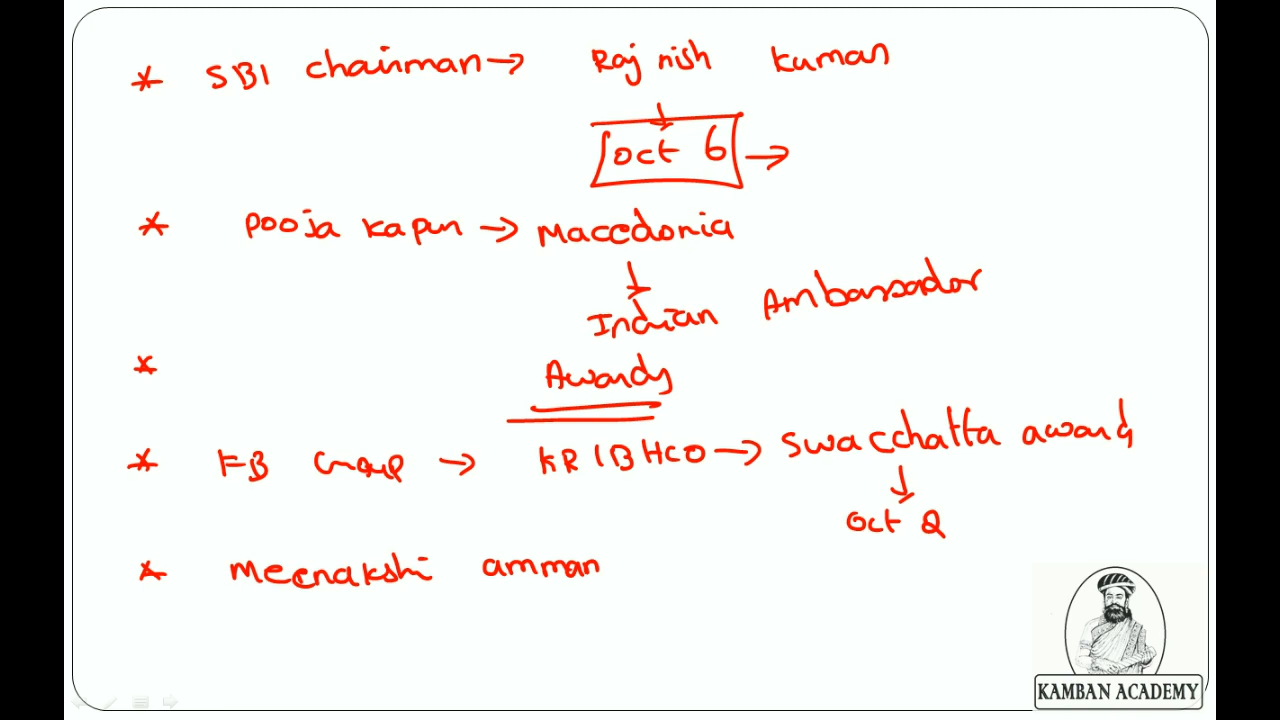 * SBI chairman → Rajnish kumar
↓
Oct 6 →
* Pooja Kapur → Macedonia
↓
Indian Ambassador
*
Awards
* FB Group → KRIBHCO → Swacchatta award
↓
Oct 2
* Meenakshi amman
KAMBAN ACADEMY